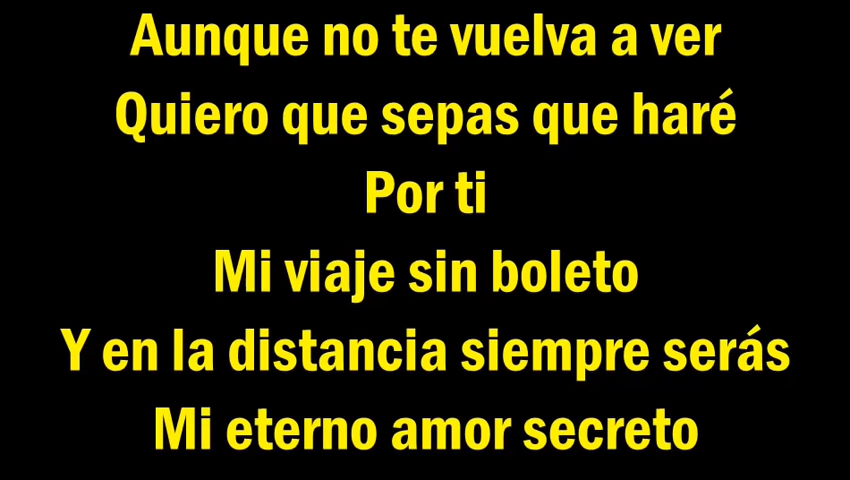 Aunque no te vuelva a ver
Quiero que sepas que haré
Por ti
Mi viaje sin boleto
Y en la distancia siempre serás
Mi eterno amor secreto